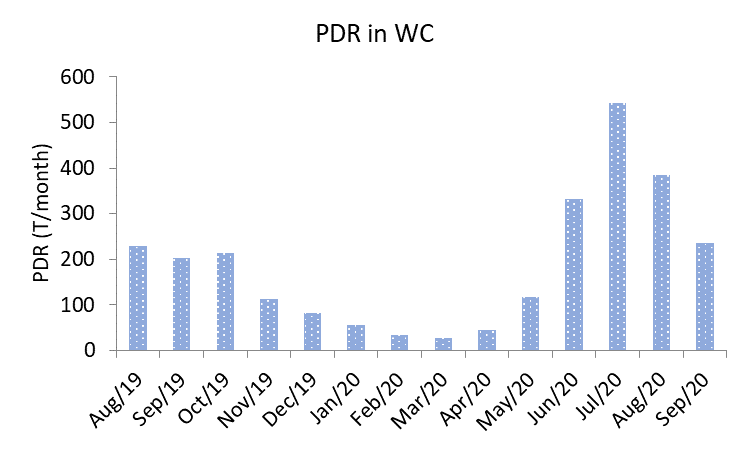 PDR in WC
PDR (T/month)
600
500
400
300
200
100
0
Aug/19
Sep/19
Oct/19
Nov/19
Dec/19
Jan/20
Feb/20
Mar/20
Apr/20
May/20
Jun/20
Jul/20
Aug/20
Sep/20